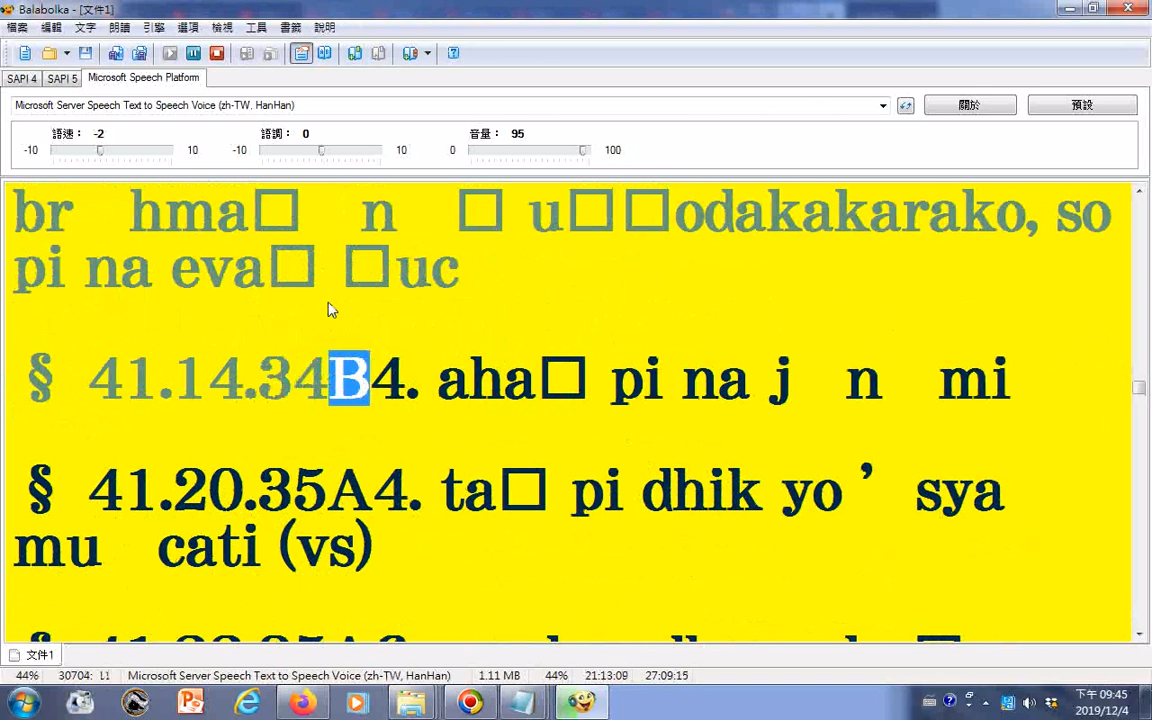 Balabolka - [文件1]
檔案 編輯 文字 朗讀 引擎 選項 檢視 工具 書籤 說明
SAPI 4 SAPI 5 Microsoft Speech Platform
Microsoft Server Speech Text to Speech Voice (zh-TW, HanHan) 關於 預設
語速： -2 語調： 0 音量： 95
-10 10 -10 10 0 100
br hma□ n □ u□□odakakarako, so
pi na eva□ □uc
§ 41.14.34B4. aha□ pi na j n mi
§ 41.20.35A4. ta□ pi dhik yo ’ sya
mu cati (vs)
文件1
44% 30704: 11 Microsoft Server Speech Text to Speech Voice (zh-TW, HanHan) 1.11 MB 44% 21:13:09 27:09:15
下午 09:45
2019/12/4